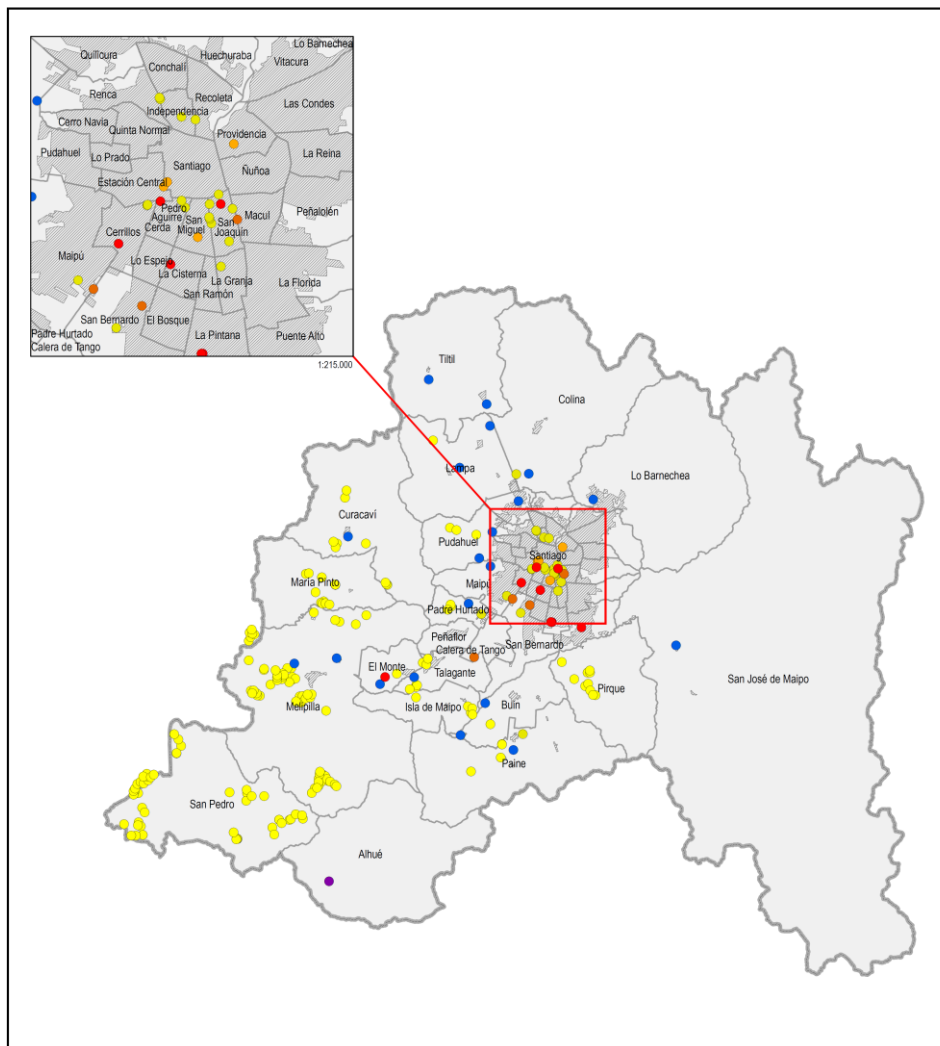 Lo Barnechea
Quilicura
Huechuraba
Vitacura
Conchalí
Renca
Recoleta
Las Condes
Independencia
Cerro Navia
Quinta Normal
Providencia
Pudahuel
Lo Prado
La Reina
Santiago
Ñuñoa
Estación Central
Peñalolén
Pedro
Aguirre
Cerda
San
Miguel
San
Joaquín
Macul
Cerrillos
Maipú
Lo Espejo
La Cisterna
La Granja
La Florida
San Ramón
San Bernardo
El Bosque
La Pintana
Puente Alto
Padre Hurtado
Calera de Tango
1:215.000
Tiltil
Colina
Lampa
Lo Barnechea
Curacaví
Pudahuel
Santiago
María Pinto
Maipú
Padre Hurtado
Peñaflor
Calera de Tango
San Bernardo
El Monte
Talagante
San José de Maipo
Pirque
Melipilla
Isla de Maipo
Buin
Paine
San Pedro
Alhué